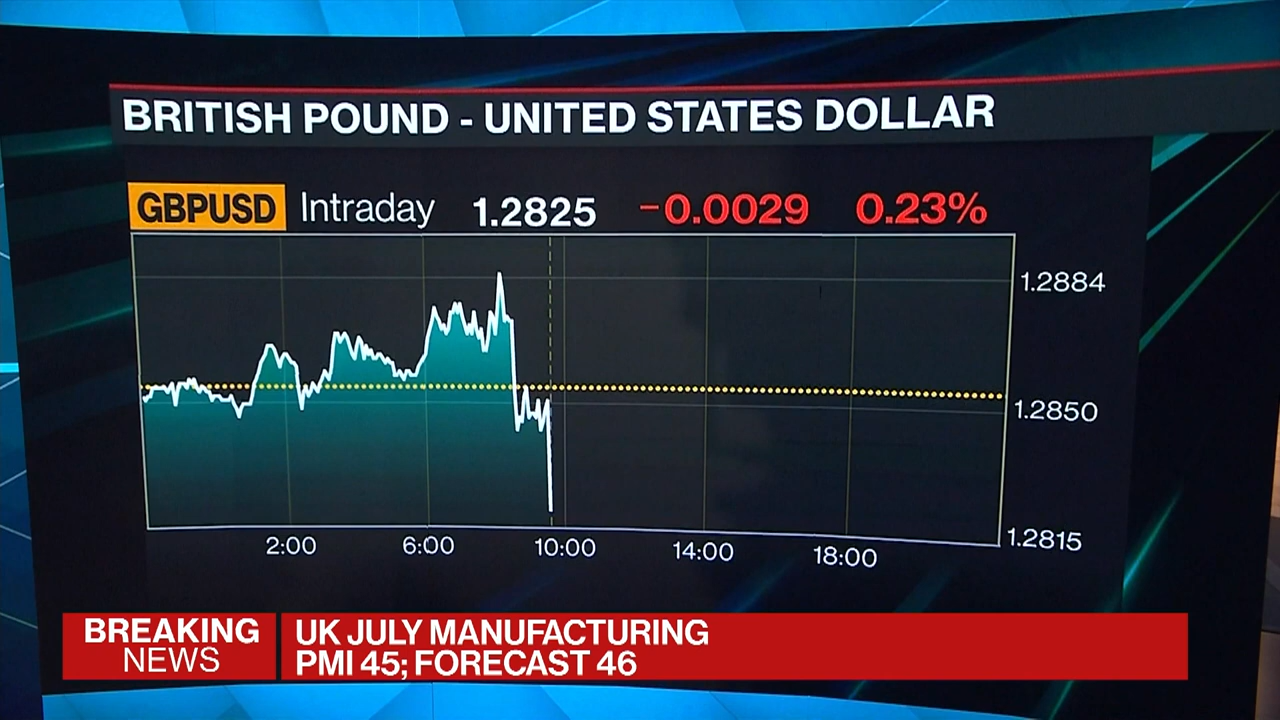 BRITISH POUND - UNITED STATES DOLLAR
GBPUSD Intraday 1.2825 -0.0029 0.23%
1.2884
1.2850
1.2815
2:00 6:00 10:00 14:00 18:00
BREAKING NEWS
UK JULY MANUFACTURING
PMI 45; FORECAST 46